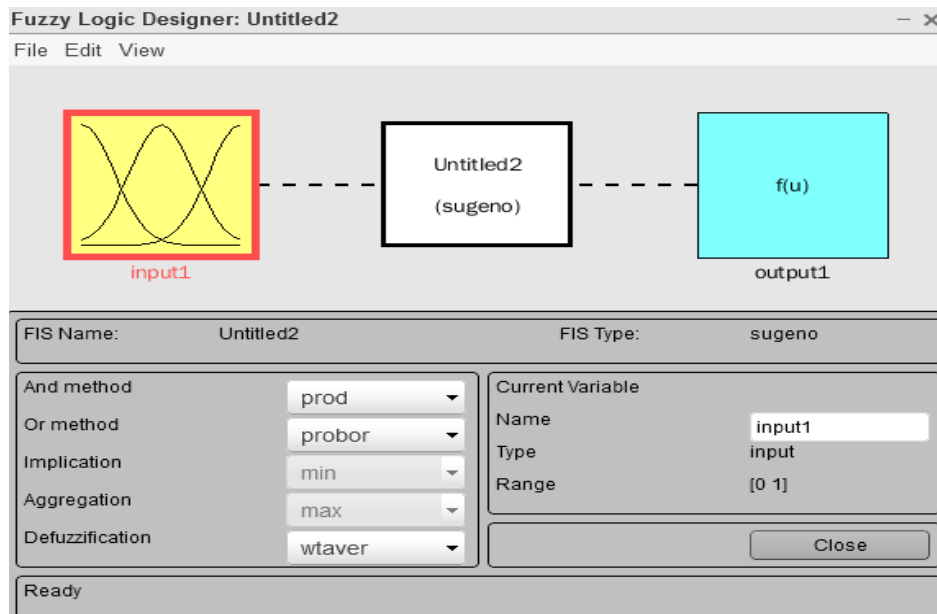 Fuzzy Logic Designer: Untitled2
File Edit View
Untitled2
(sugeno)
f(u)
input1
output1
FIS Name: Untitled2 FIS Type: sugeno
And method prod
Or method probor
Implication min
Aggregation max
Defuzzification wtaver
Current Variable
Name input1
Type input
Range [0 1]
Close
Ready